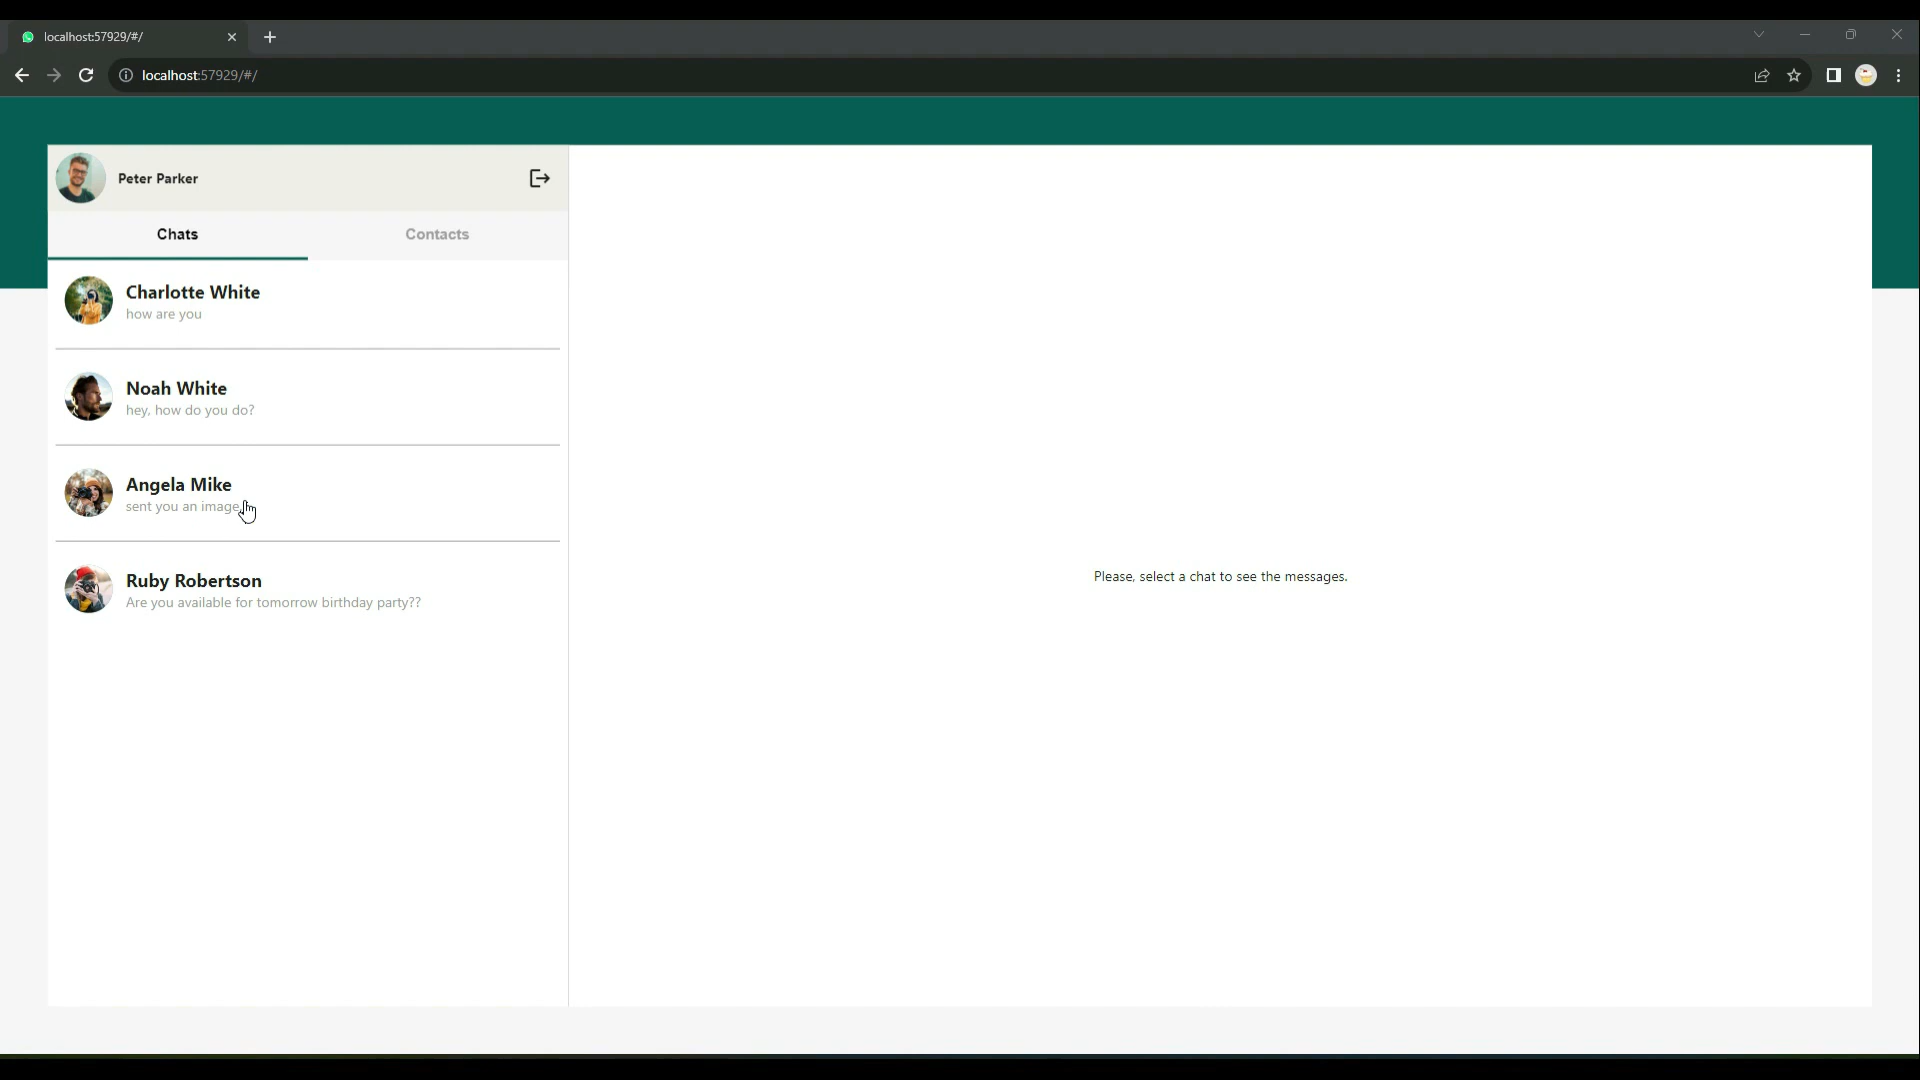 localhost:57929/#/
localhost:57929/#/
Peter Parker
Chats
Contacts
Charlotte White
how are you
Noah White
hey, how do you do?
Angela Mike
sent you an image
Ruby Robertson
Are you available for tomorrow birthday party??
Please, select a chat to see the messages.